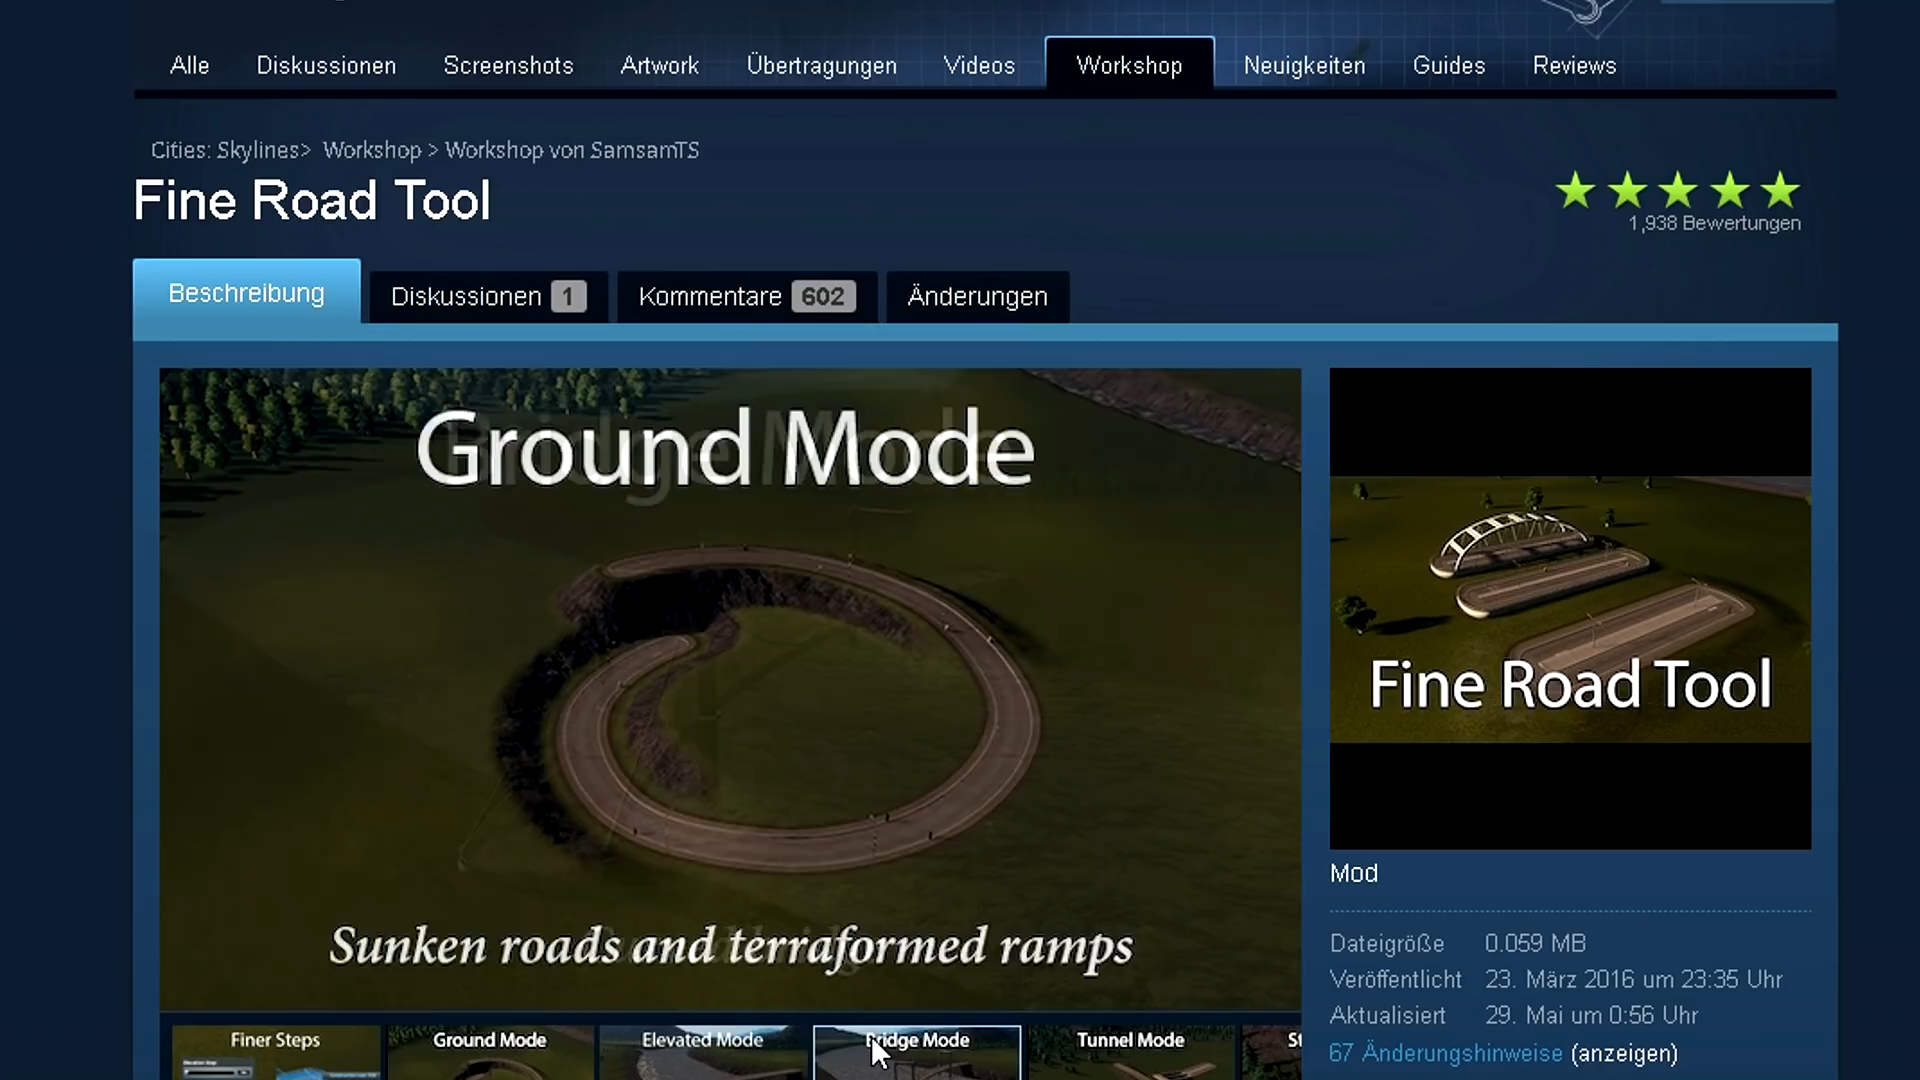 Alle Diskussionen Screenshots Artwork Übertragungen Videos Workshop Neuigkeiten Guides Reviews
Cities: Skylines> Workshop > Workshop von SamsamTS
Fine Road Tool
1,938 Bewertungen
Beschreibung Diskussionen 1 Kommentare 602 Änderungen
Ground Mode
Sunken roads and terraformed ramps
Fine Road Tool
Mod
Dateigröße 0.059 MB
Veröffentlicht 23. März 2016 um 23:35 Uhr
Aktualisiert 29. Mai um 0:56 Uhr
67 Änderungshinweise (anzeigen)
Finer Steps Ground Mode Elevated Mode Bridge Mode Tunnel Mode